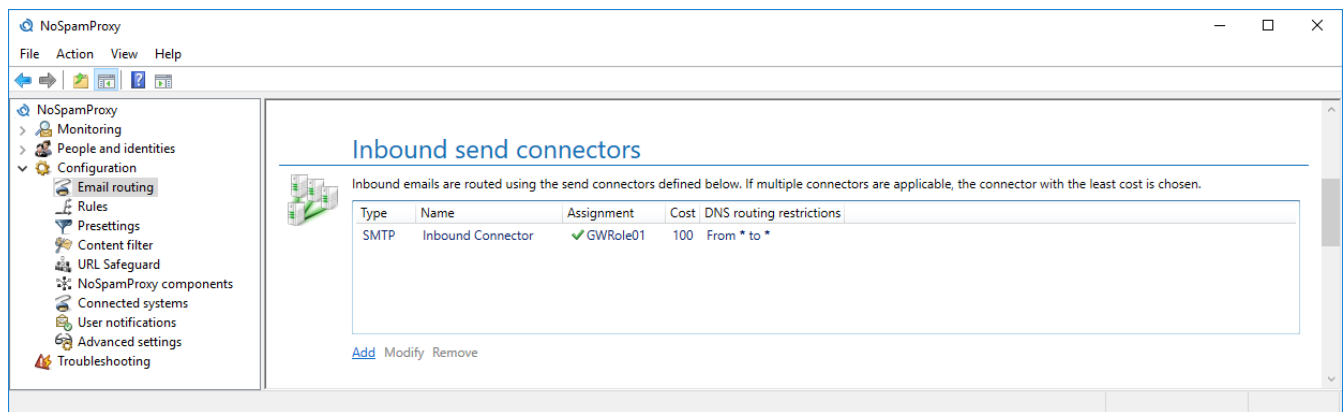 NoSpamProxy
File Action View Help
NoSpamProxy
Monitoring
People and identities
Configuration
Email routing
Rules
Presettings
Content filter
URL Safeguard
NoSpamProxy components
Connected systems
User notifications
Advanced settings
Troubleshooting
Inbound send connectors
Inbound emails are routed using the send connectors defined below. If multiple connectors are applicable, the connector with the least cost is chosen.
Type Name Assignment Cost DNS routing restrictions
SMTP Inbound Connector GWRole01 100 From * to *
Add Modify Remove